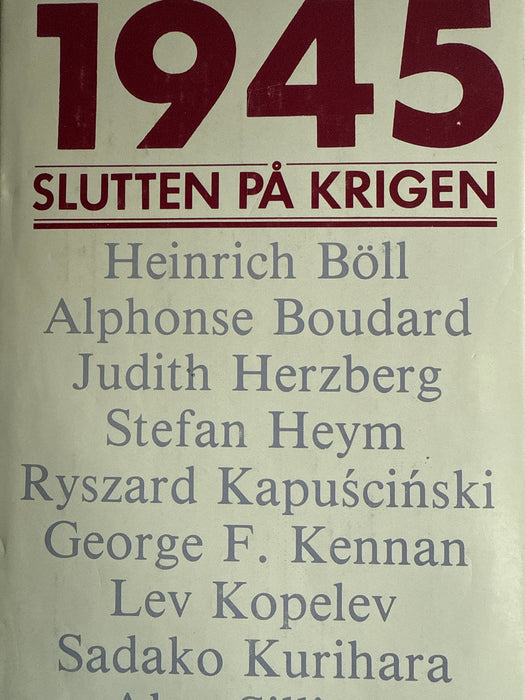 1945
SLUTTEN PÅ KRIGEN
Heinrich Böll
Alphonse Boudard
Judith Herzberg
Stefan Heym
Ryszard Kapuściński
George F. Kennan
Lev Kopelev
Sadako Kurihara